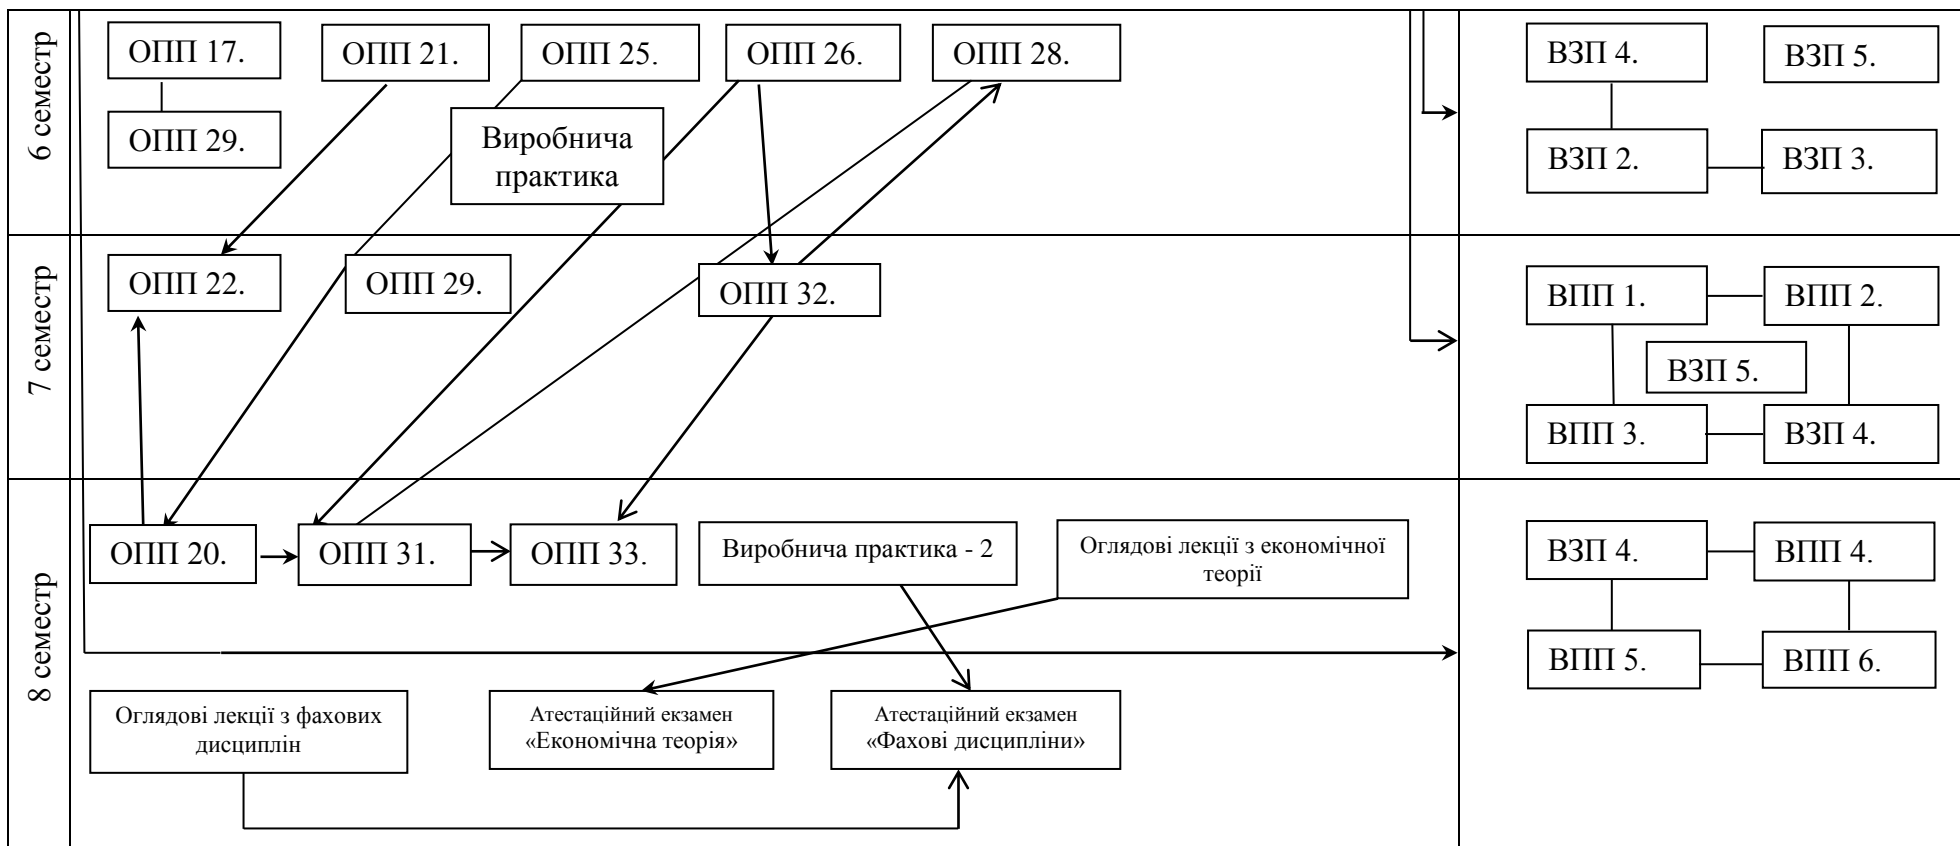 6 семестр
ОПП 17.
ОПП 21.
ОПП 25.
ОПП 26.
ОПП 28.
ОПП 29.
Виробнича
практика
ВЗП 4.
ВЗП 5.
ВЗП 2.
ВЗП 3.
7 семестр
ОПП 22.
ОПП 29.
ОПП 32.
ВПП 1.
ВПП 2.
ВЗП 5.
ВПП 3.
ВЗП 4.
8 семестр
ОПП 20.
ОПП 31.
ОПП 33.
Виробнича практика - 2
Оглядові лекції з економічної
теорії
Оглядові лекції з фахових
дисциплін
Атестаційний екзамен
«Економічна теорія»
Атестаційний екзамен
«Фахові дисципліни»
ВЗП 4.
ВПП 4.
ВПП 5.
ВПП 6.